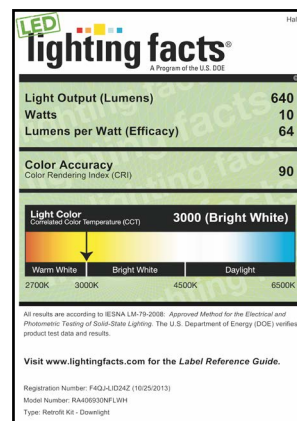 LED
Hal
lighting facts®
A Program of the U.S. DOE
Light Output (Lumens) 640
Watts 10
Lumens per Watt (Efficacy) 64
Color Accuracy
Color Rendering Index (CRI) 90
Light Color
Correlated Color Temperature (CCT) 3000 (Bright White)
Warm White Bright White Daylight
2700K 3000K 4500K 6500K
All results are according to IESNA LM-79-2008: Approved Method for the Electrical and
Photometric Testing of Solid-State Lighting. The U.S. Department of Energy (DOE) verifies
product test data and results.
Visit www.lightingfacts.com for the Label Reference Guide.
Registration Number: F4QJ-LID24Z (10/25/2013)
Model Number: RA406930NFLWH
Type: Retrofit Kit - Downlight